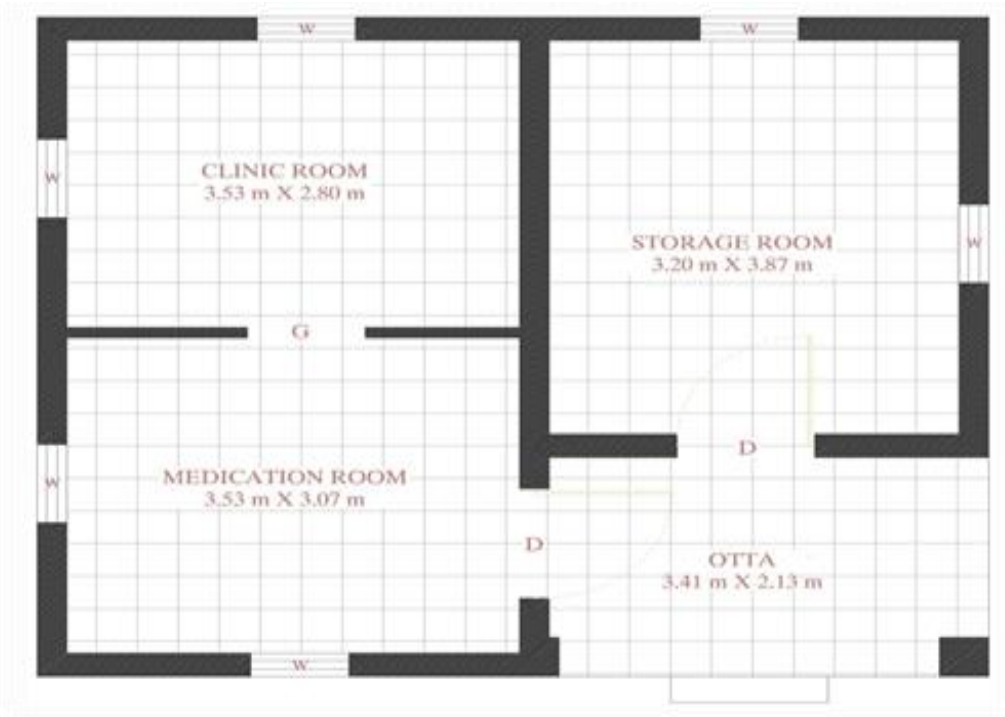 W
W
W
CLINIC ROOM
3.53 m X 2.80 m
W
STORAGE ROOM
3.20 m X 3.87 m
G
D
MEDICATION ROOM
3.53 m X 3.07 m
W
D
OTTA
3.41 m X 2.13 m
W
W